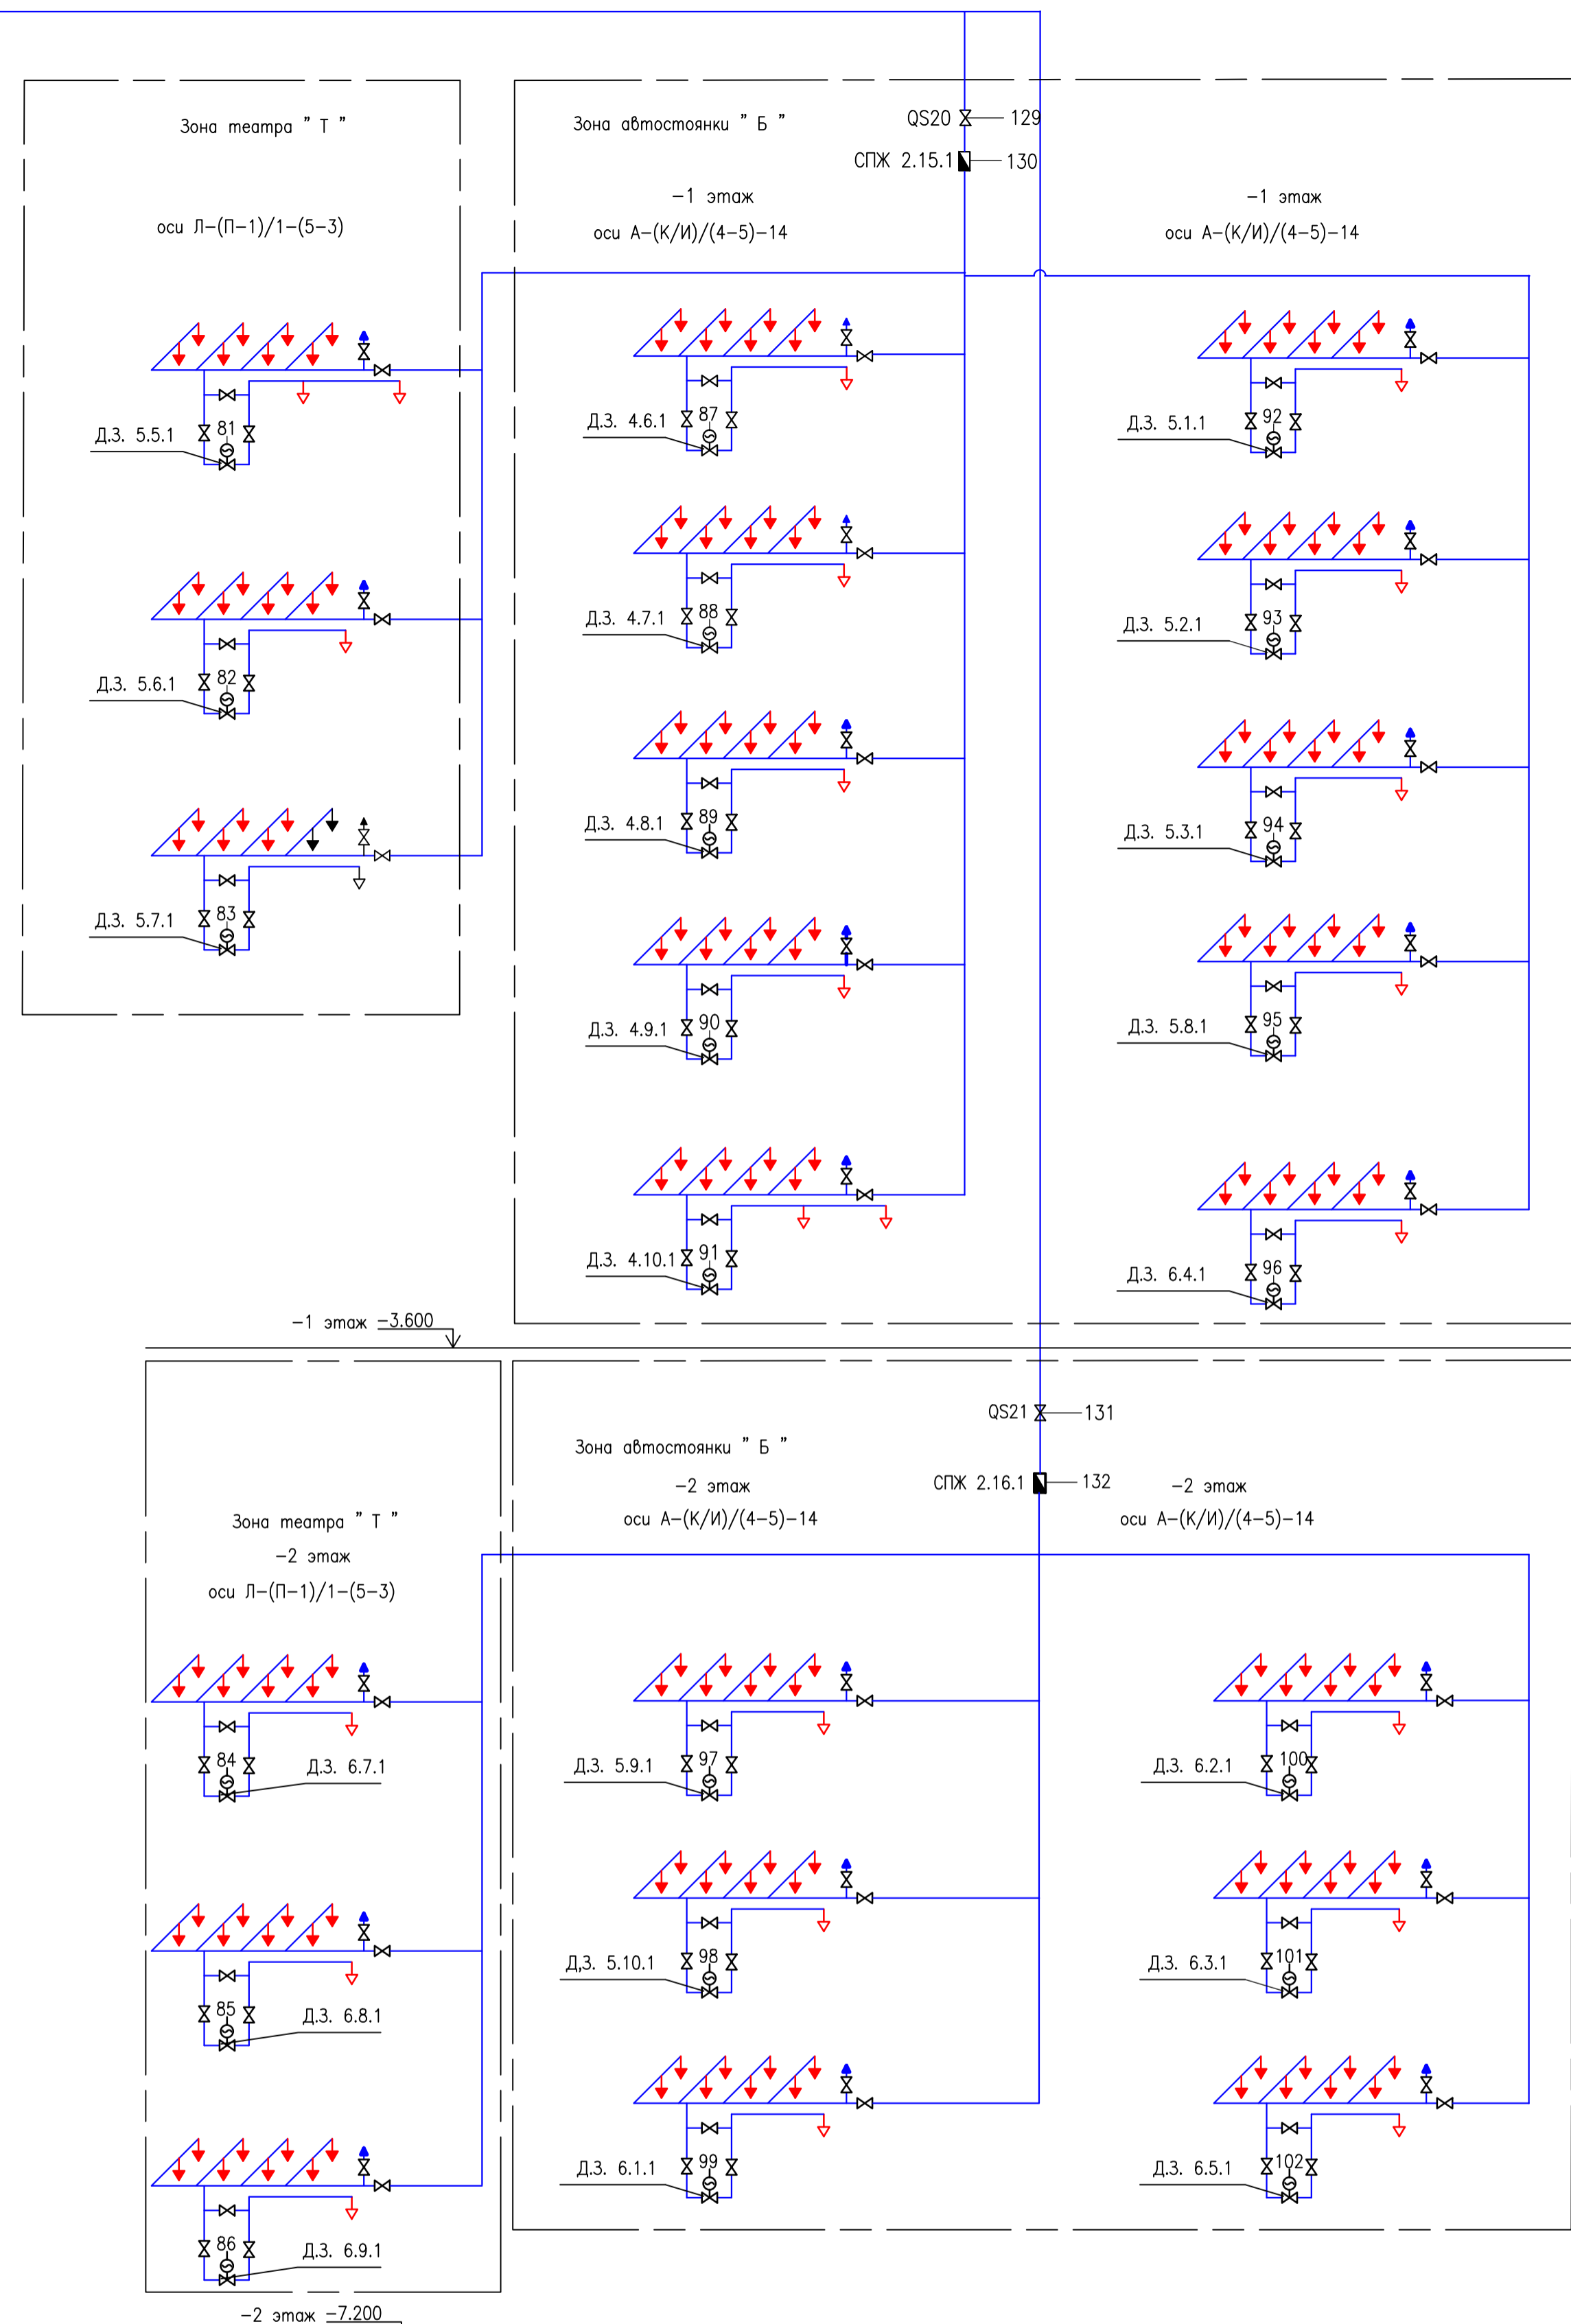 Зона театра " Т "
оси Л-(П-1)/1-(5-3)
81
Д.З. 5.5.1
82
Д.З. 5.6.1
83
Д.З. 5.7.1
Зона автостоянки " Б "
QS20
129
СПЖ 2.15.1
130
-1 этаж
оси А-(К/И)/(4-5)-14
-1 этаж
оси А-(К/И)/(4-5)-14
87
Д.З. 4.6.1
88
Д.З. 4.7.1
89
Д.З. 4.8.1
90
Д.З. 4.9.1
91
Д.З. 4.10.1
92
Д.З. 5.1.1
93
Д.З. 5.2.1
94
Д.З. 5.3.1
95
Д.З. 5.8.1
96
Д.З. 6.4.1
-1 этаж -3.600
Зона театра " Т "
-2 этаж
оси Л-(П-1)/1-(5-3)
84
Д.З. 6.7.1
85
Д.З. 6.8.1
86
Д.З. 6.9.1
QS21
131
Зона автостоянки " Б "
СПЖ 2.16.1
132
-2 этаж
оси А-(К/И)/(4-5)-14
-2 этаж
оси А-(К/И)/(4-5)-14
97
Д.З. 5.9.1
98
Д,З. 5.10.1
99
Д.З. 6.1.1
100
Д.З. 6.2.1
101
Д.З. 6.3.1
102
Д.З. 6.5.1
-2 этаж -7.200